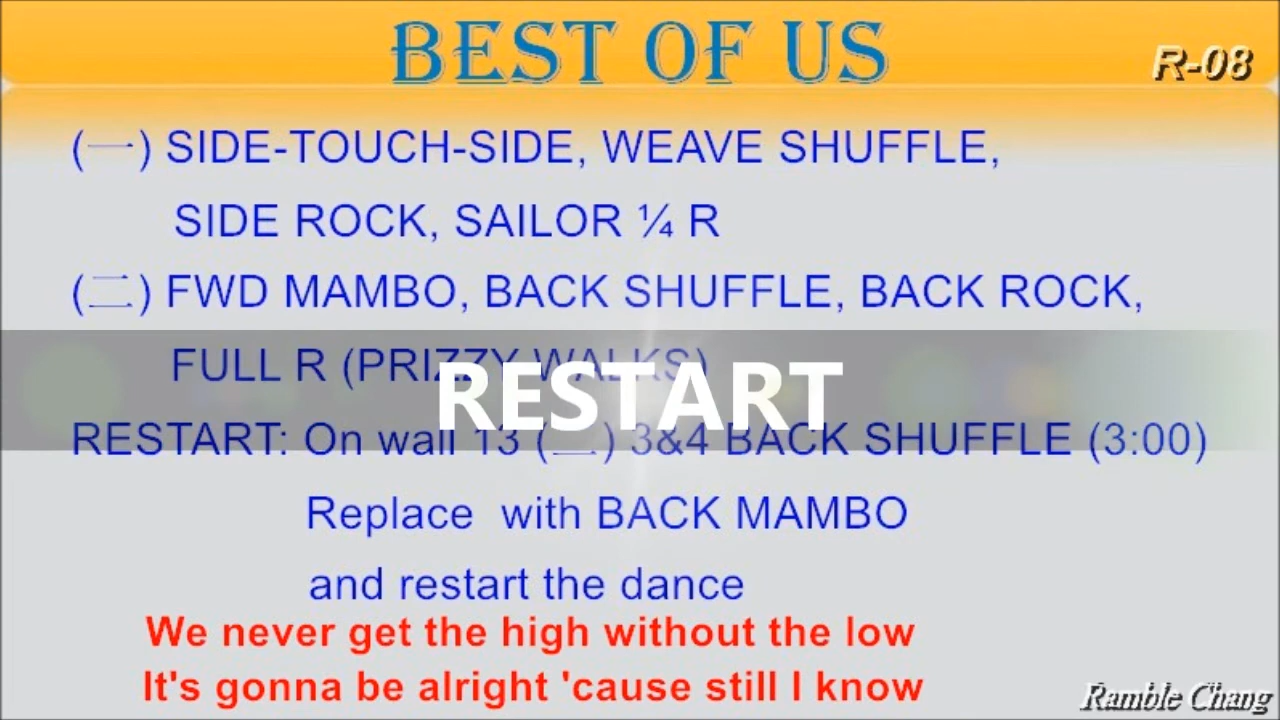 BEST OF US
R-08
(一) SIDE-TOUCH-SIDE, WEAVE SHUFFLE,
SIDE ROCK, SAILOR ¼ R
(二) FWD MAMBO, BACK SHUFFLE, BACK ROCK,
FULL R (PRIZZY WALKS)
RESTART
RESTART: On wall 13 (二) 3&4 BACK SHUFFLE (3:00)
Replace with BACK MAMBO
and restart the dance
We never get the high without the low
It's gonna be alright 'cause still I know
Ramble Chang